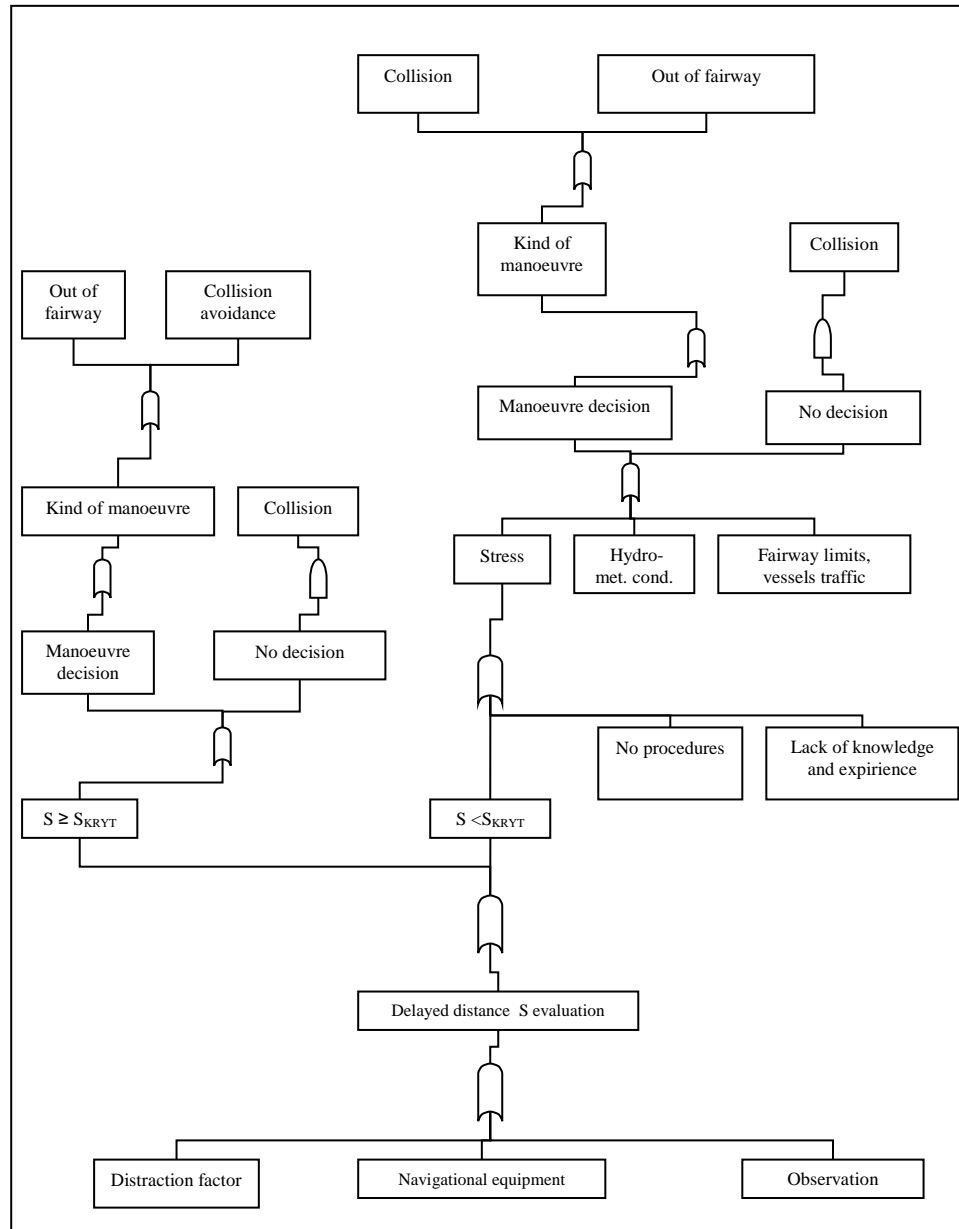 Collision
Out of fairway
Kind of
manoeuvre
Collision
Out of
fairway
Collision
avoidance
Manoeuvre decision
No decision
Kind of manoeuvre
Collision
Stress
Hydro-
met. cond.
Fairway limits,
vessels traffic
Manoeuvre
decision
No decision
No procedures
Lack of knowledge
and expirience
S ≥ SKRYT
S <SKRYT
Delayed distance S evaluation
Distraction factor
Navigational equipment
Observation